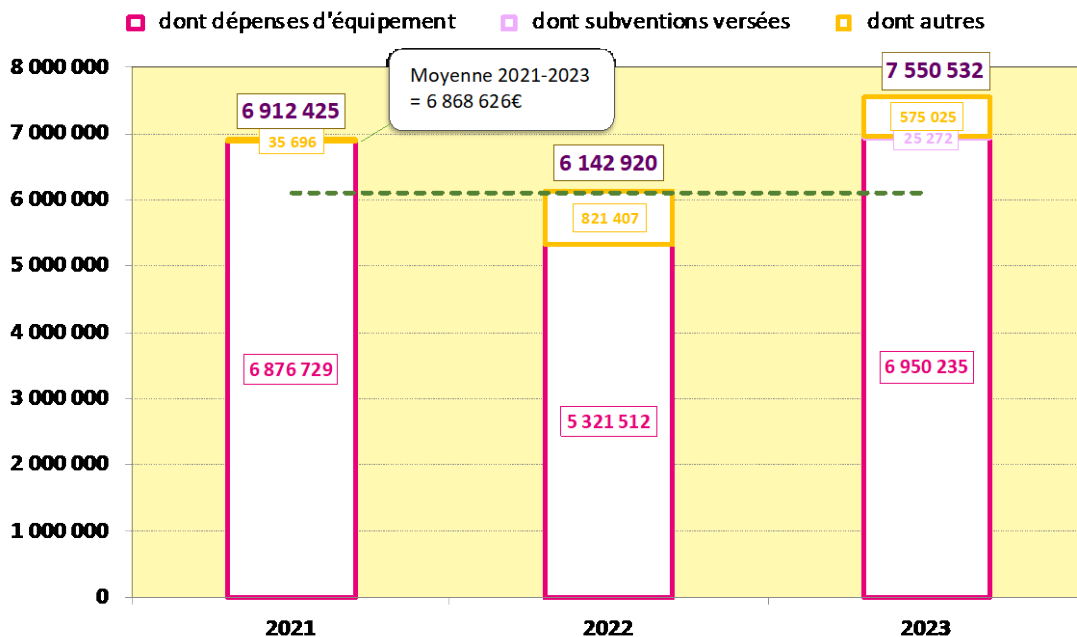 dont dépenses d'équipement dont subventions versées dont autres
8 000 000
7 000 000
6 000 000
5 000 000
4 000 000
3 000 000
2 000 000
1 000 000
0
Moyenne 2021-2023
= 6 868 626€
6 912 425
35 696
6 876 729
6 142 920
821 407
5 321 512
7 550 532
575 025
25 272
6 950 235
2021 2022 2023